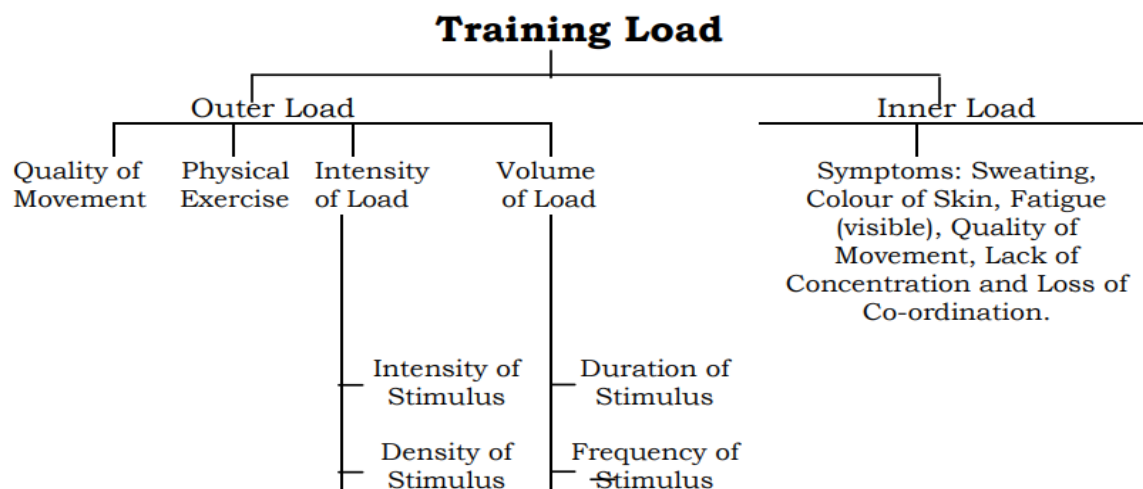 Training Load
Outer Load
Inner Load
Quality of
Movement
Physical
Exercise
Intensity
of Load
Volume
of Load
Symptoms: Sweating,
Colour of Skin, Fatigue
(visible), Quality of
Movement, Lack of
Concentration and Loss of
Co-ordination.
Intensity of
Stimulus
Duration of
Stimulus
Density of
Stimulus
Frequency of
Stimulus